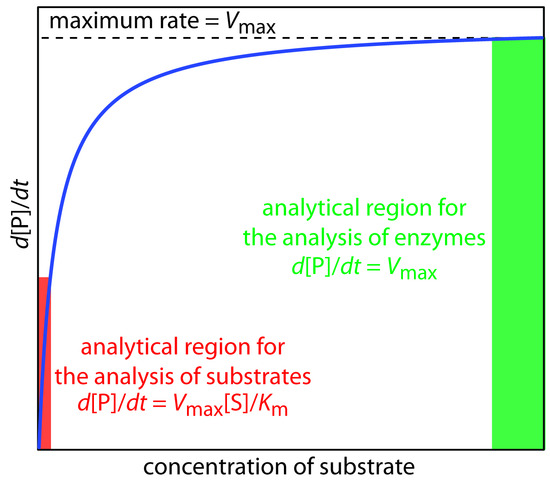 maximum rate = Vmax
d[P]/dt
analytical region for
the analysis of enzymes
d[P]/dt = Vmax
analytical region for
the analysis of substrates
d[P]/dt = Vmax[S]/Km
concentration of substrate